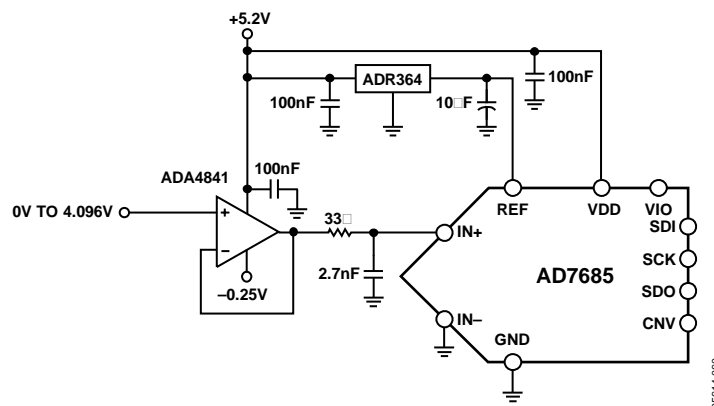 +5.2V
ADR364
100nF
10□F
100nF
ADA4841
100nF
0V TO 4.096V
+
−
33□
2.7nF
−0.25V
REF
VDD
VIO
SDI
IN+
SCK
AD7685
SDO
CNV
IN−
GND